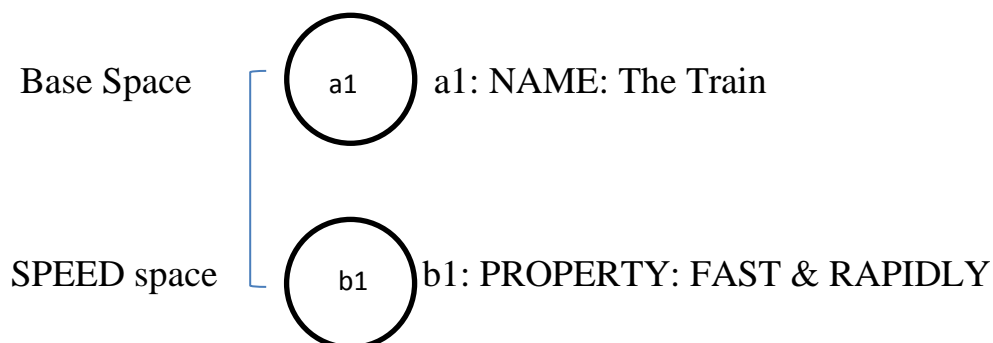 Base Space a1 a1: NAME: The Train
SPEED space b1 b1: PROPERTY: FAST & RAPIDLY